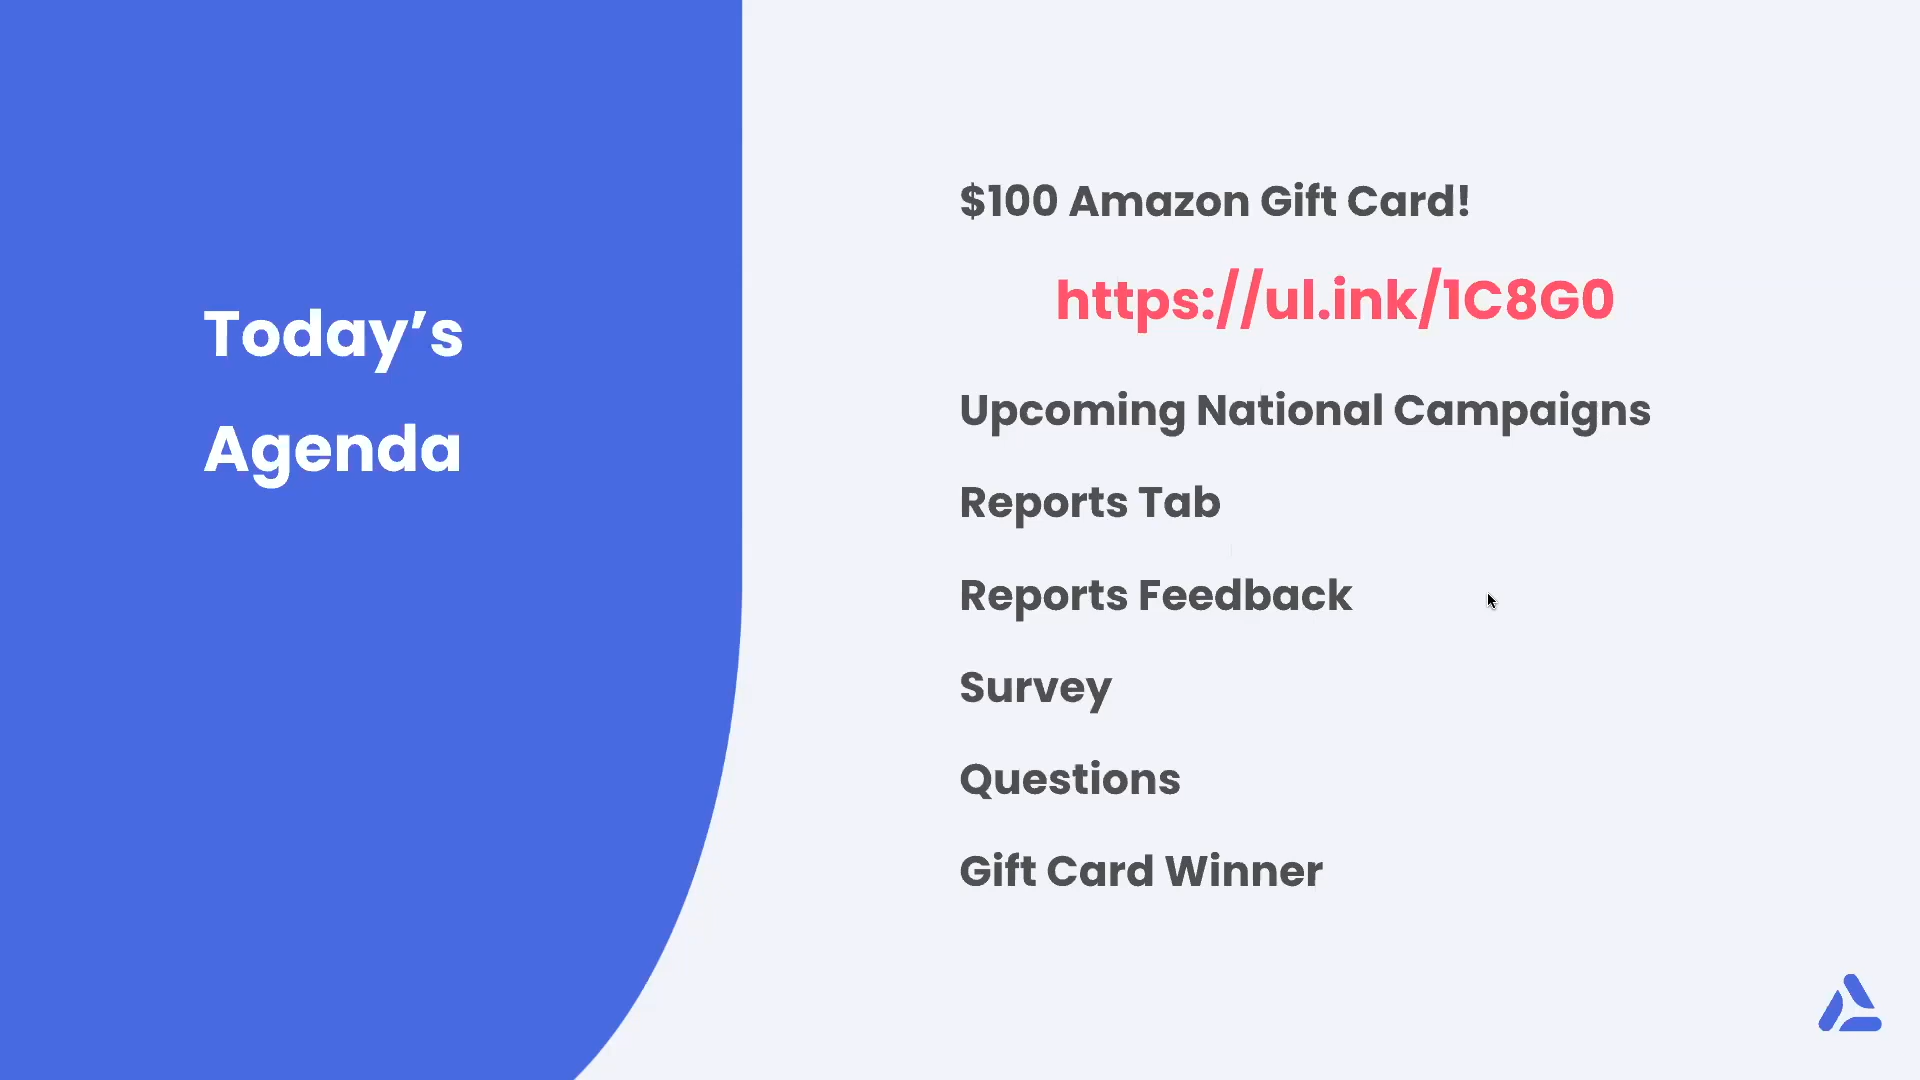 Today’s
Agenda
$100 Amazon Gift Card!
https://ul.ink/1C8G0
Upcoming National Campaigns
Reports Tab
Reports Feedback
Survey
Questions
Gift Card Winner